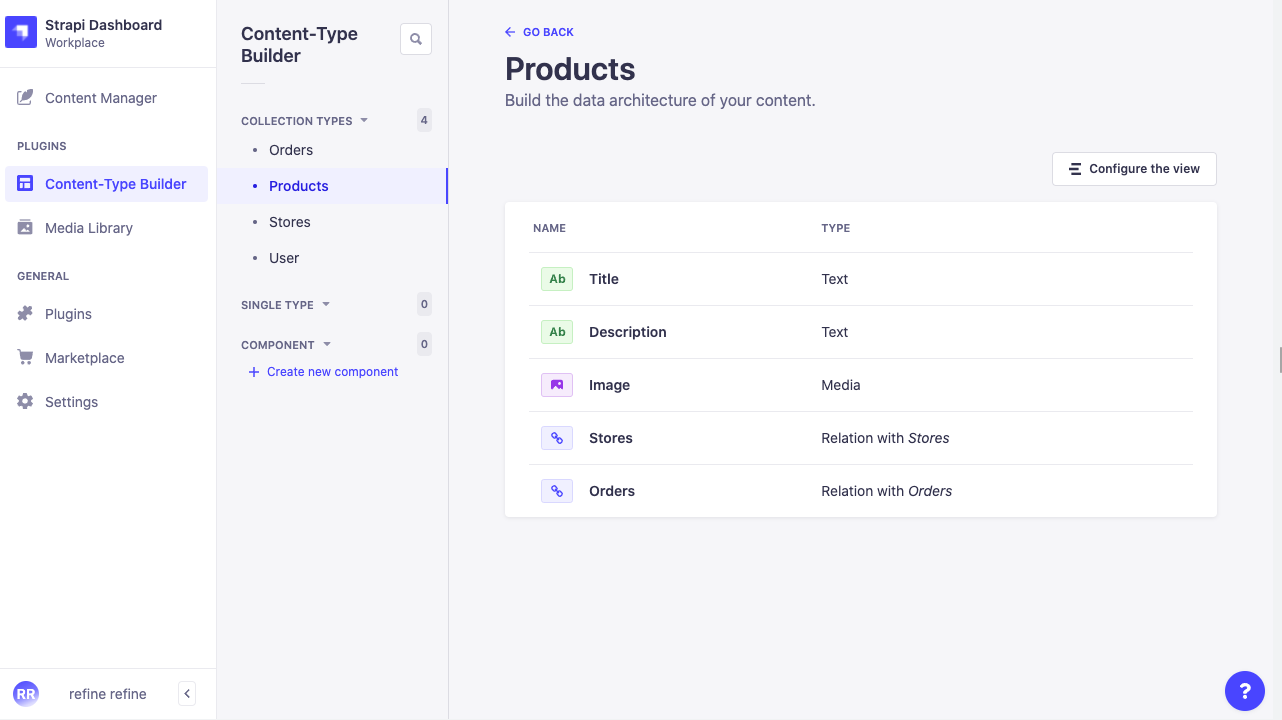 Strapi Dashboard
Workplace
Content Manager
PLUGINS
Content-Type Builder
Media Library
GENERAL
Plugins
Marketplace
Settings
RR refine refine
Content-Type
Builder
COLLECTION TYPES 4
Orders
Products
Stores
User
SINGLE TYPE 0
COMPONENT 0
Create new component
GO BACK
Products
Build the data architecture of your content.
Configure the view
NAME TYPE
Ab Title Text
Ab Description Text
Image Media
Stores Relation with Stores
Orders Relation with Orders
?